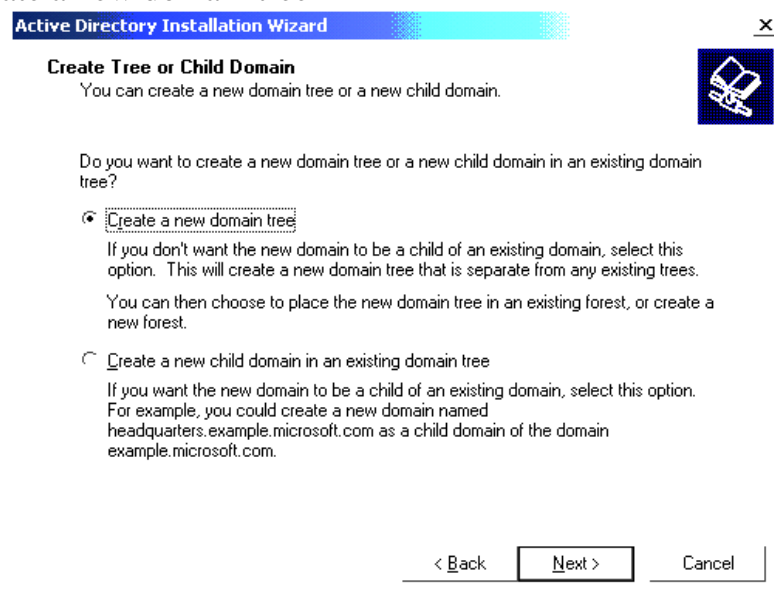 Active Directory Installation Wizard
Create Tree or Child Domain
You can create a new domain tree or a new child domain.
Do you want to create a new domain tree or a new child domain in an existing domain
tree?
Create a new domain tree
If you don't want the new domain to be a child of an existing domain, select this
option. This will create a new domain tree that is separate from any existing trees.
You can then choose to place the new domain tree in an existing forest, or create a
new forest.
Create a new child domain in an existing domain tree
If you want the new domain to be a child of an existing domain, select this option.
For example, you could create a new domain named
headquarters.example.microsoft.com as a child domain of the domain
example.microsoft.com.
< Back Next > Cancel